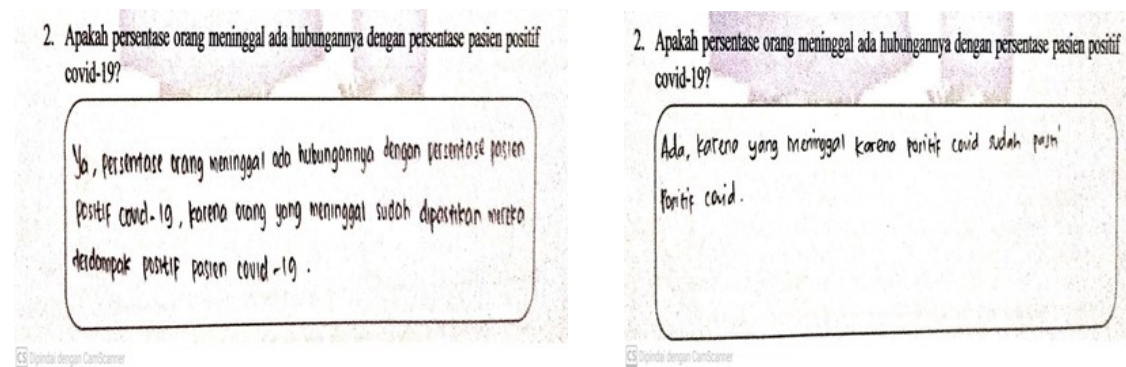 2. Apakah persentase orang meninggal ada hubungannya dengan persentase pasien positif
covid-19?
Ya, persentase orang meninggal ada hubungannya dengan persentase pasien
positif covid-19, karena orang yang meninggal sudah dipastikan mereka
terdampak positif pasien covid-19.
CS Dipindai dengan CamScanner
2. Apakah persentase orang meninggal ada hubungannya dengan persentase pasien positif
covid-19?
Ada, karena yang meninggal karena positif covid sudah pasti
Positif covid.
CS Dipindai dengan CamScanner